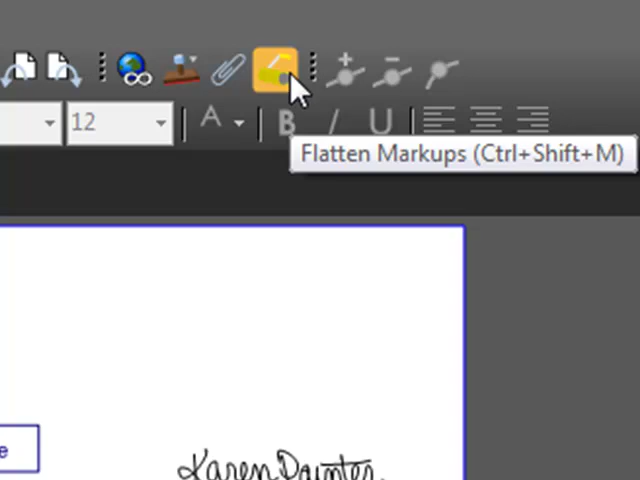 12
A
B I U
Flatten Markups (Ctrl+Shift+M)
e
Karen Painter